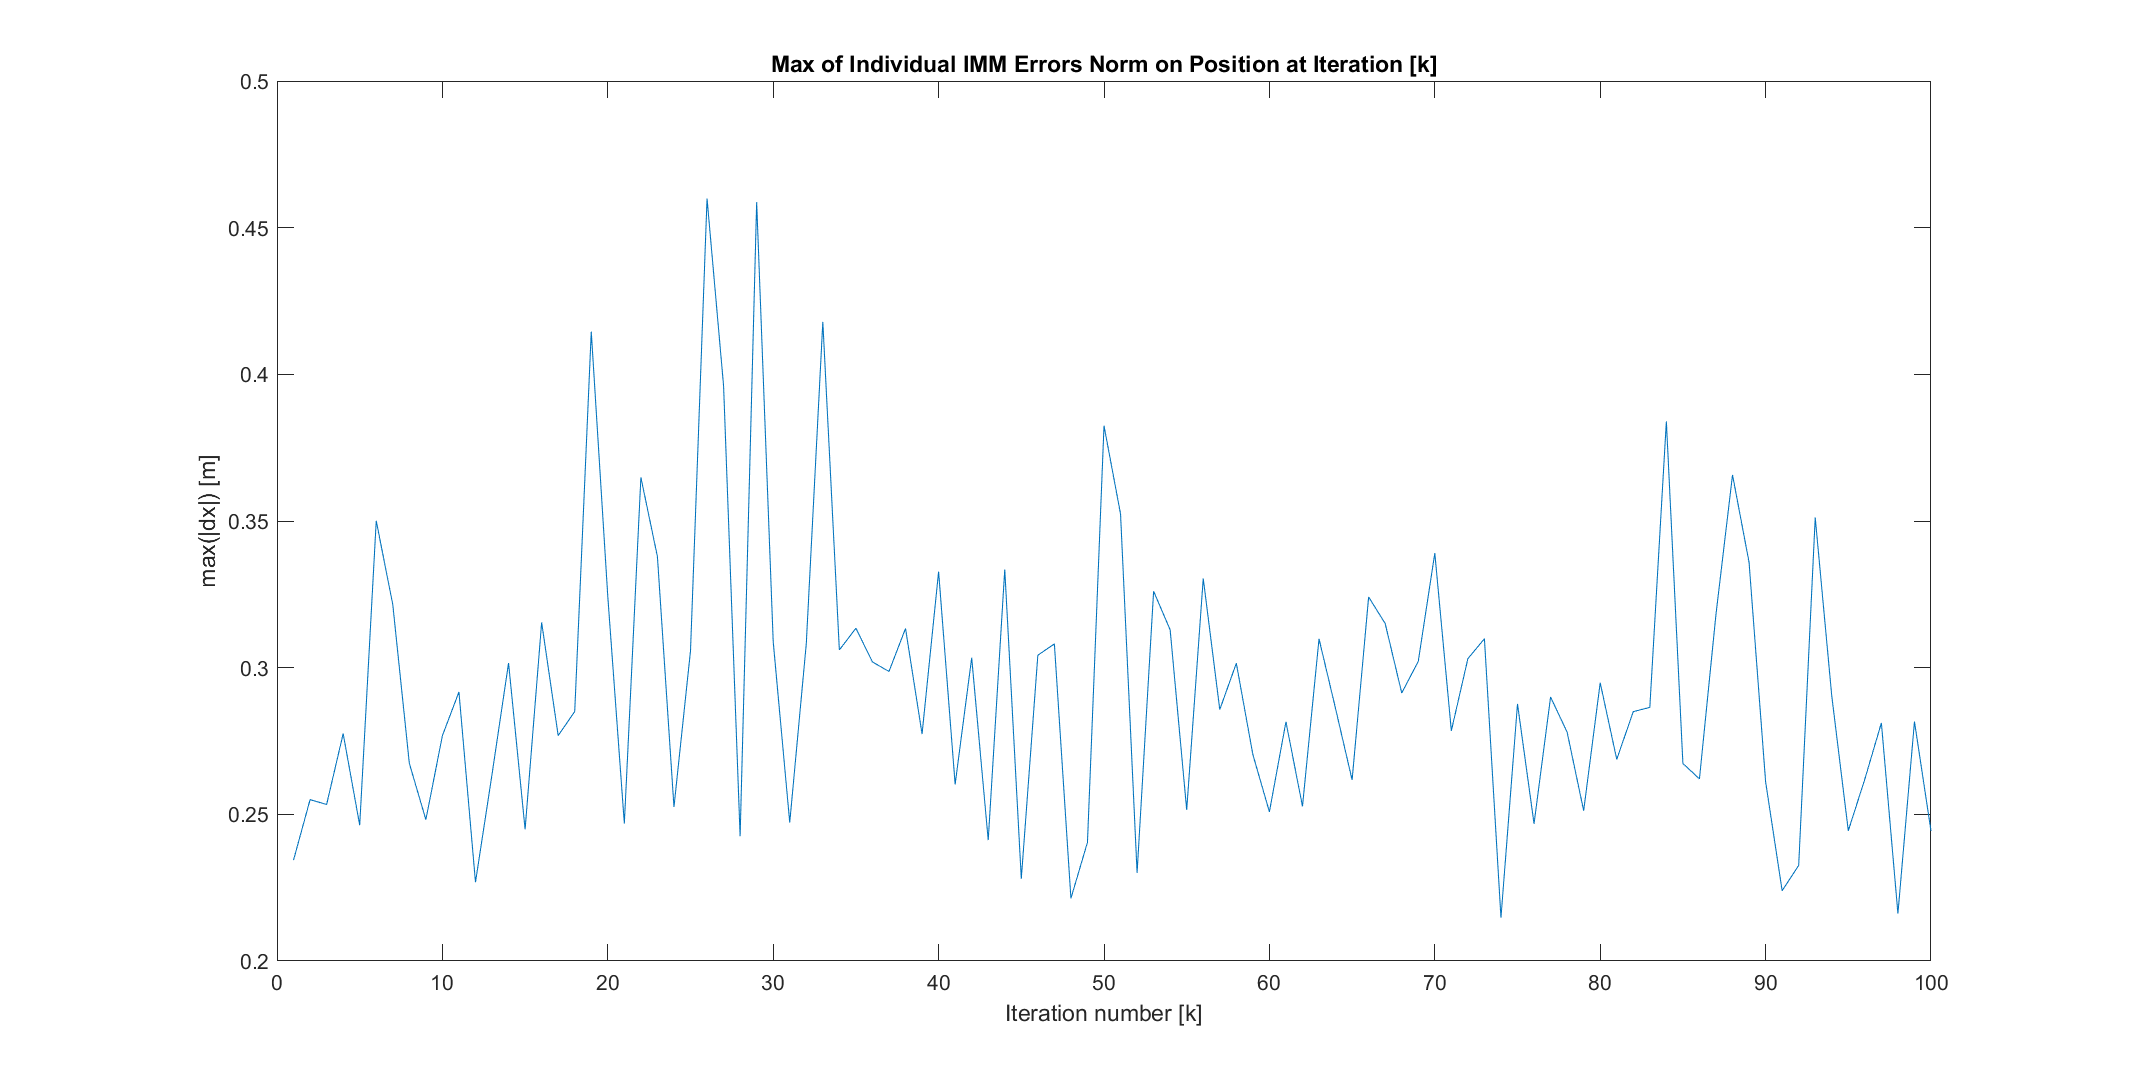 Max of Individual IMM Errors Norm on Position at Iteration [k]
0.5
0.45
0.4
0.35
0.3
0.25
0.2
max(|dx|) [m]
0 10 20 30 40 50 60 70 80 90 100
Iteration number [k]